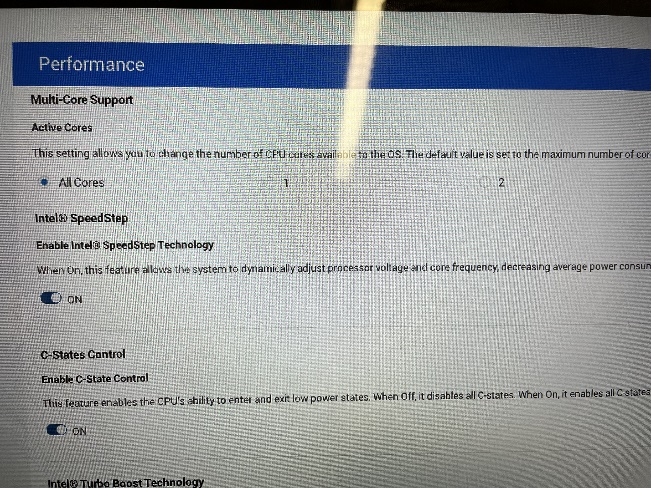 Performance
Multi-Core Support
Active Cores
This setting allows you to change the number of CPU cores available to the OS. The default value is set to the maximum number of cor
All Cores 1 2
Intel® SpeedStep
Enable Intel® SpeedStep Technology
When On, this feature allows the system to dynamically adjust processor voltage and core frequency, decreasing average power consum
ON
C-States Control
Enable C-State Control
This feature enables the CPU's ability to enter and exit low power states. When Off, it disables all C-states. When On, it enables all C states
ON
Intel® Turbo Boost Technology